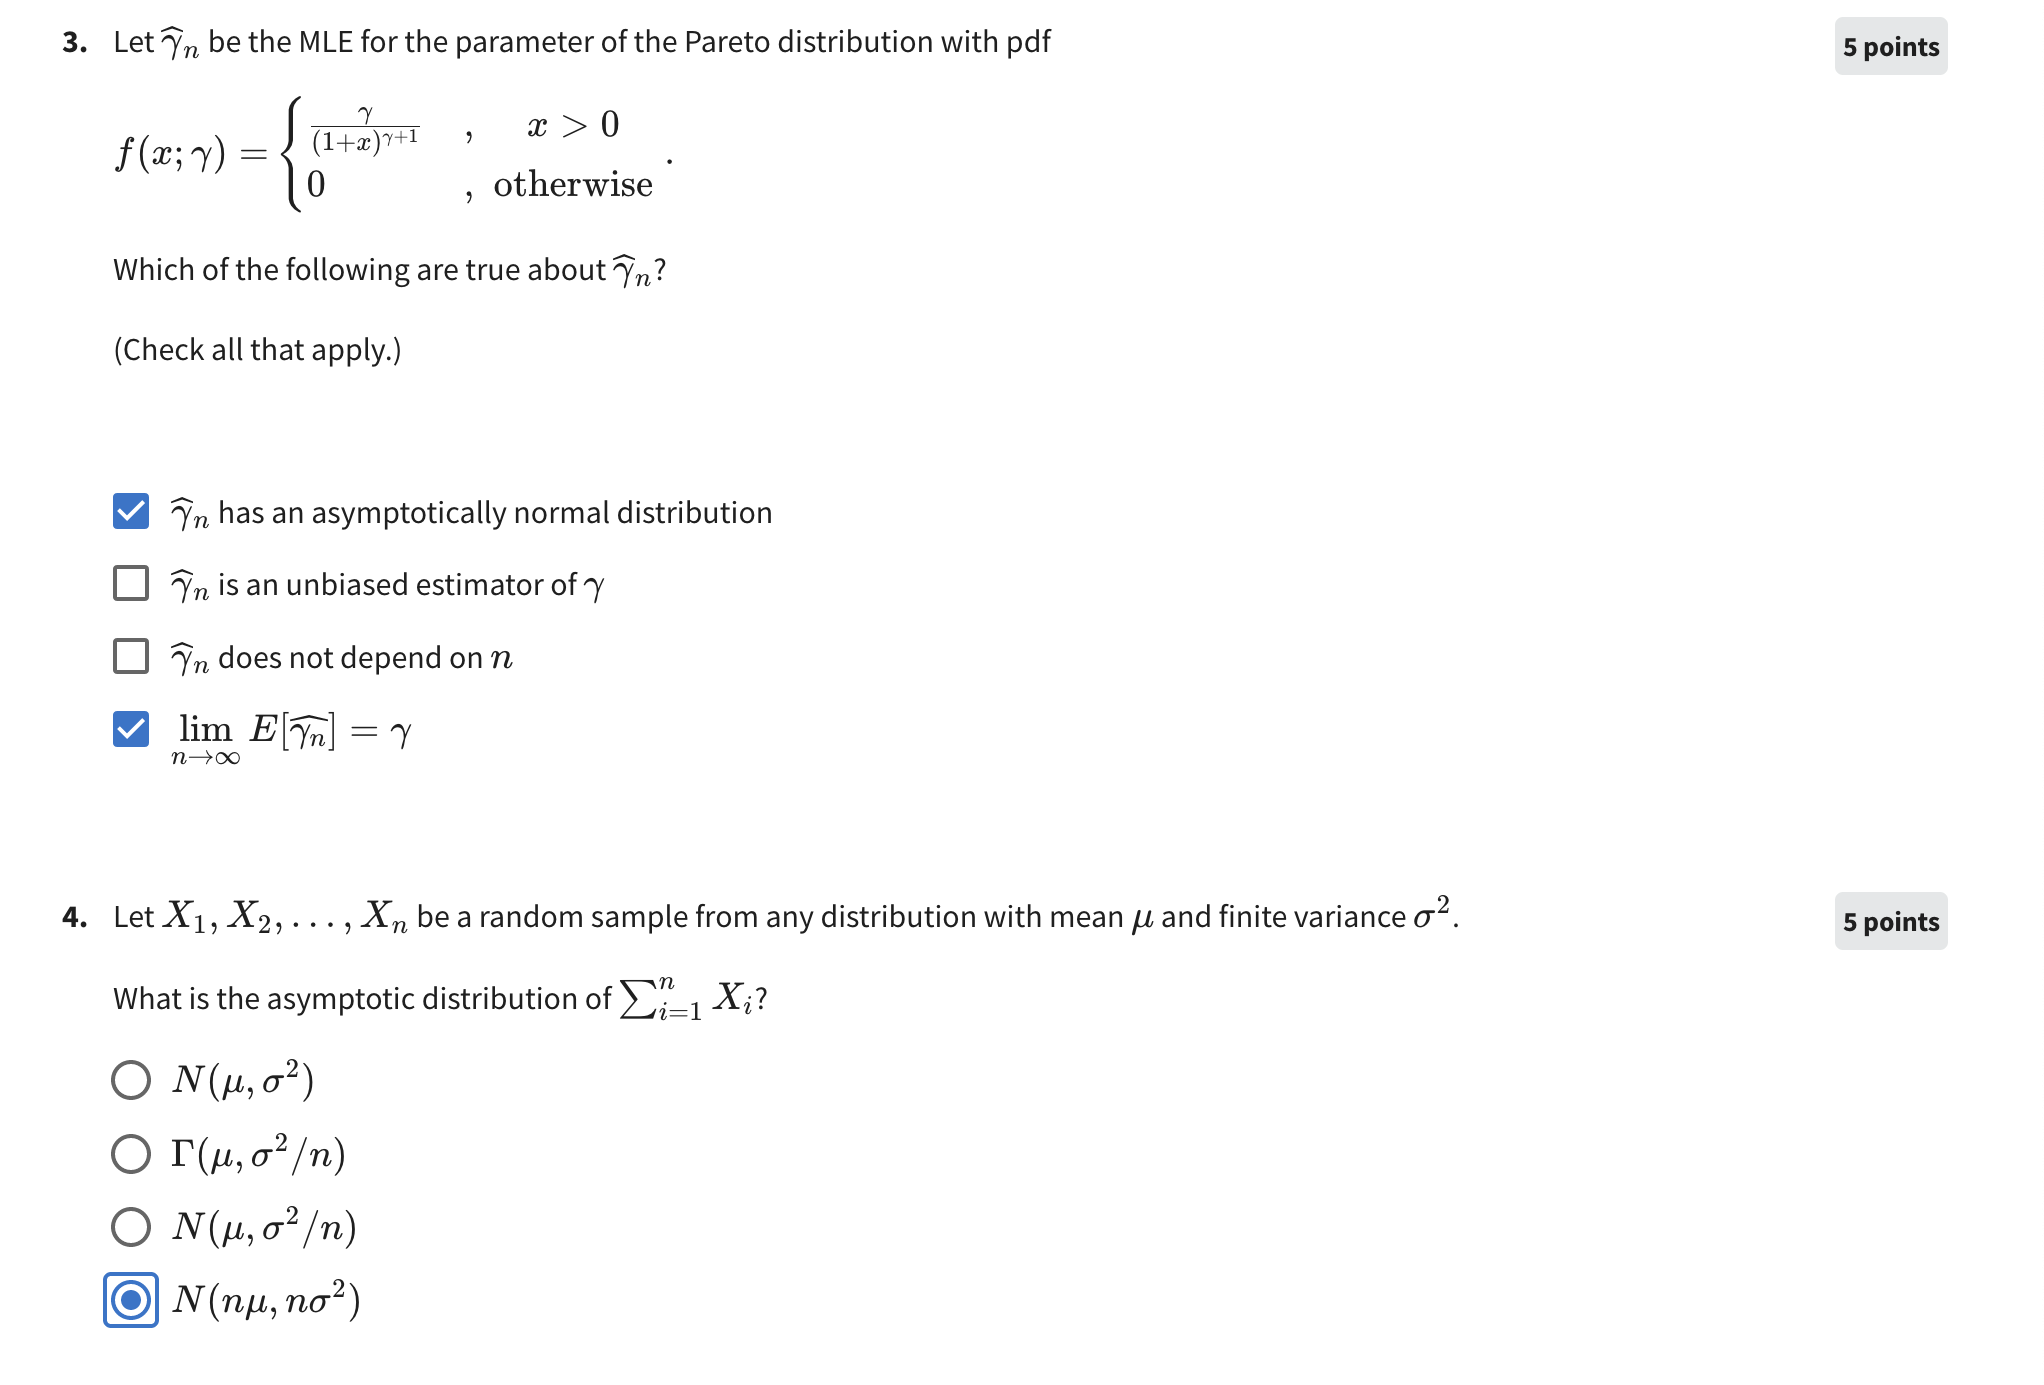 3. Let $\widehat{\gamma}_n$ be the MLE for the parameter of the Pareto distribution with pdf
5 points
$f(x; \gamma) = \begin{cases} \frac{\gamma}{(1+x)^{\gamma+1}} & , \quad x > 0 \\ 0 & , \text{ otherwise} \end{cases}.$
Which of the following are true about $\widehat{\gamma}_n$?
(Check all that apply.)
$\widehat{\gamma}_n$ has an asymptotically normal distribution
$\widehat{\gamma}_n$ is an unbiased estimator of $\gamma$
$\widehat{\gamma}_n$ does not depend on $n$
$\lim_{n \to \infty} E[\widehat{\gamma_n}] = \gamma$
4. Let $X_1, X_2, \ldots, X_n$ be a random sample from any distribution with mean $\mu$ and finite variance $\sigma^2$.
5 points
What is the asymptotic distribution of $\sum_{i=1}^n X_i$?
$N(\mu, \sigma^2)$
$\Gamma(\mu, \sigma^2/n)$
$N(\mu, \sigma^2/n)$
$N(n\mu, n\sigma^2)$